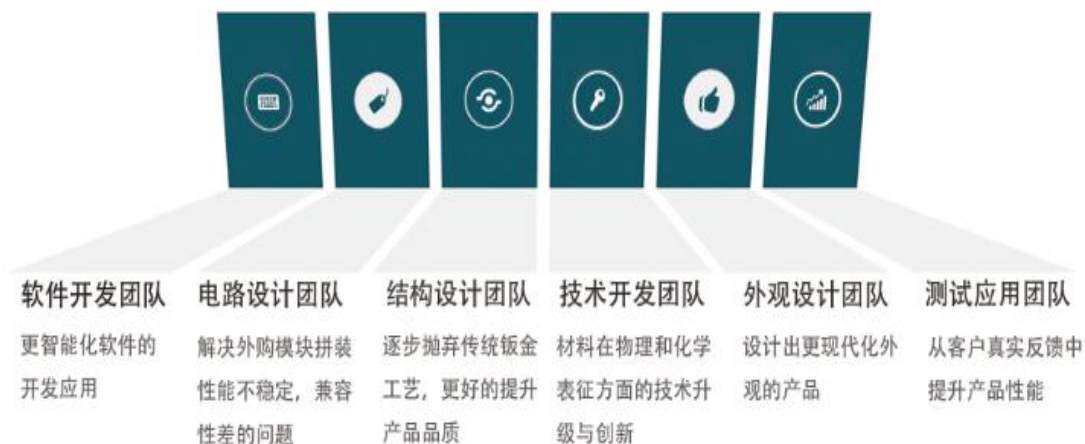 软件开发团队
更智能化软件的
开发应用
电路设计团队
解决外购模块拼装
性能不稳定，兼容
性差的问题
结构设计团队
逐步抛弃传统钣金
工艺，更好的提升
产品品质
技术开发团队
材料在物理和化学
表征方面的技术升
级与创新
外观设计团队
设计出更现代化外
观的产品
测试应用团队
从客户真实反馈中
提升产品性能